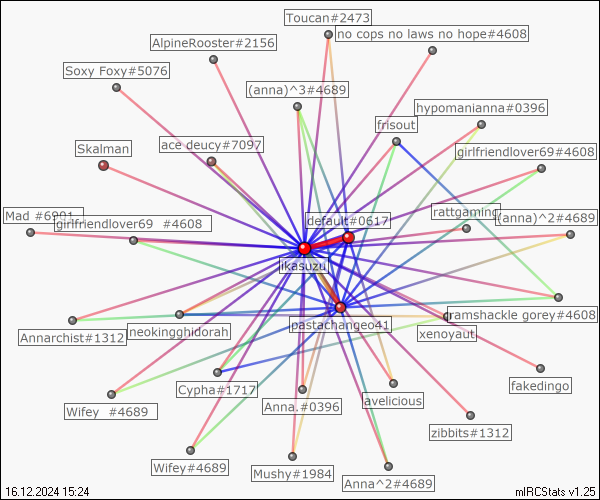 Toucan#2473
no cops no laws no hope#4608
AlpineRooster#2156
Soxy Foxy#5076
(anna)^3#4689
hypomanianna#0396
frisout
Skalman
ace deucy#7097
girlfriendlover69#4608
Mad #6901
girlfriendlover69 #4608
default#0617
rattgaming
(anna)^2#4689
jikasuzu
pastachangeo41
ramshackle gorey#4608
neokingghidorah
Annarchist#1312
xenoyaut
Cypha#1717
fakedingo
Wifey #4689
Anna.#0396
avelicious
zibbits#1312
Wifey#4689
Mushy#1984
Anna^2#4689
16.12.2024 15:24
mIRCStats v1.25